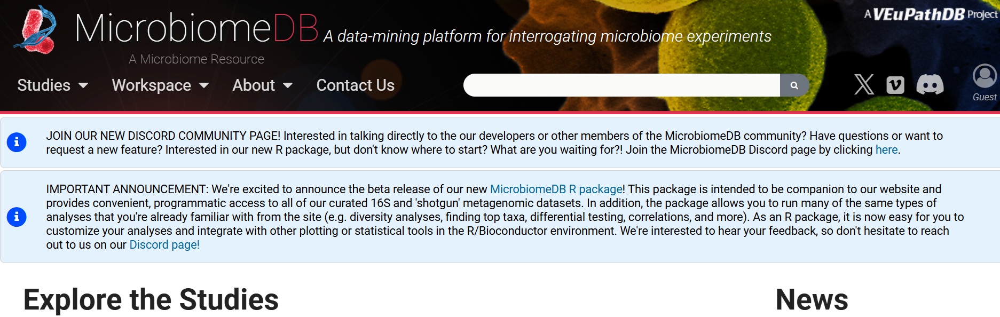 MicrobiomeDB
A data-mining platform for interrogating microbiome experiments
A VEuPathDB Project
A Microbiome Resource
Studies Workspace About Contact Us
Guest
JOIN OUR NEW DISCORD COMMUNITY PAGE! Interested in talking directly to the our developers or other members of the MicrobiomeDB community? Have questions or want to
request a new feature? Interested in our new R package, but don't know where to start? What are you waiting for?! Join the MicrobiomeDB Discord page by clicking here.
IMPORTANT ANNOUNCEMENT: We're excited to announce the beta release of our new MicrobiomeDB R package! This package is intended to be companion to our website and
provides convenient, programmatic access to all of our curated 16S and 'shotgun' metagenomic datasets. In addition, the package allows you to run many of the same types of
analyses that you're already familiar with from the site (e.g. diversity analyses, finding top taxa, differential testing, correlations, and more). As an R package, it is now easy for you to
customize your analyses and integrate with other plotting or statistical tools in the R/Bioconductor environment. We're interested to hear your feedback, so don't hesitate to reach
out to us on our Discord page!
Explore the Studies
News